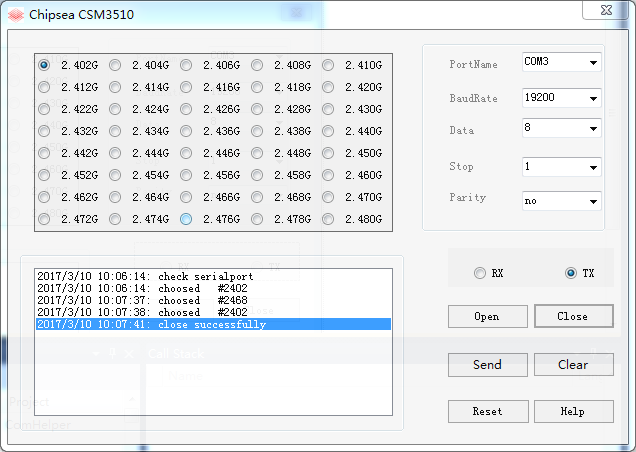 Chipsea CSM3510
2.402G 2.404G 2.406G 2.408G 2.410G
2.412G 2.414G 2.416G 2.418G 2.420G
2.422G 2.424G 2.426G 2.428G 2.430G
2.432G 2.434G 2.436G 2.438G 2.440G
2.442G 2.444G 2.446G 2.448G 2.450G
2.452G 2.454G 2.456G 2.458G 2.460G
2.462G 2.464G 2.466G 2.468G 2.470G
2.472G 2.474G 2.476G 2.478G 2.480G
PortName COM3
BaudRate 19200
Data 8
Stop 1
Parity no
2017/3/10 10:06:14: check serialport
2017/3/10 10:06:14: choosed #2402
2017/3/10 10:07:37: choosed #2468
2017/3/10 10:07:38: choosed #2402
2017/3/10 10:07:41: close successfully
RX TX
Open Close
Send Clear
Reset Help
Call Stack
Project
ComHelper